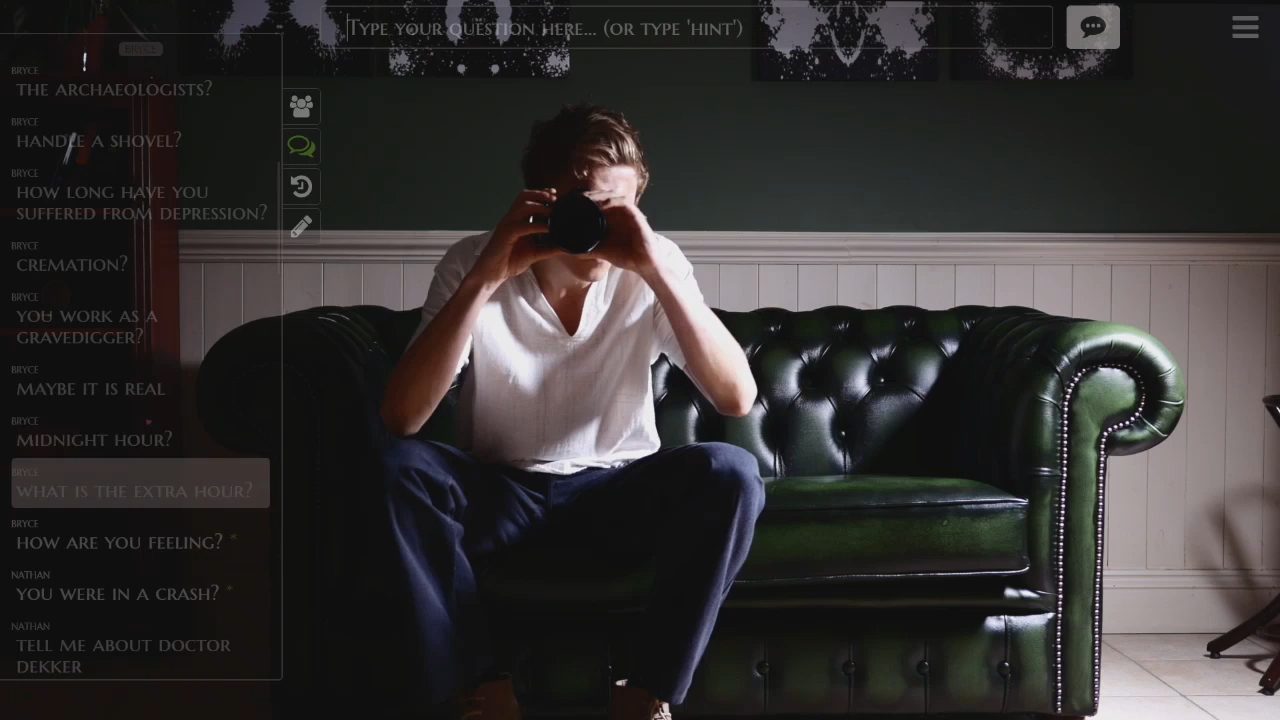 Type your question here... (or type 'hint')
BRYCE
BRYCE
The archaeologists?
BRYCE
Handle a shovel?
BRYCE
How long have you
suffered from depression?
BRYCE
Cremation?
BRYCE
You work as a
gravedigger?
BRYCE
Maybe it is real
BRYCE
Midnight hour?
BRYCE
What is the extra hour?
BRYCE
How are you feeling? *
NATHAN
You were in a crash? *
NATHAN
Tell me about Doctor
Dekker